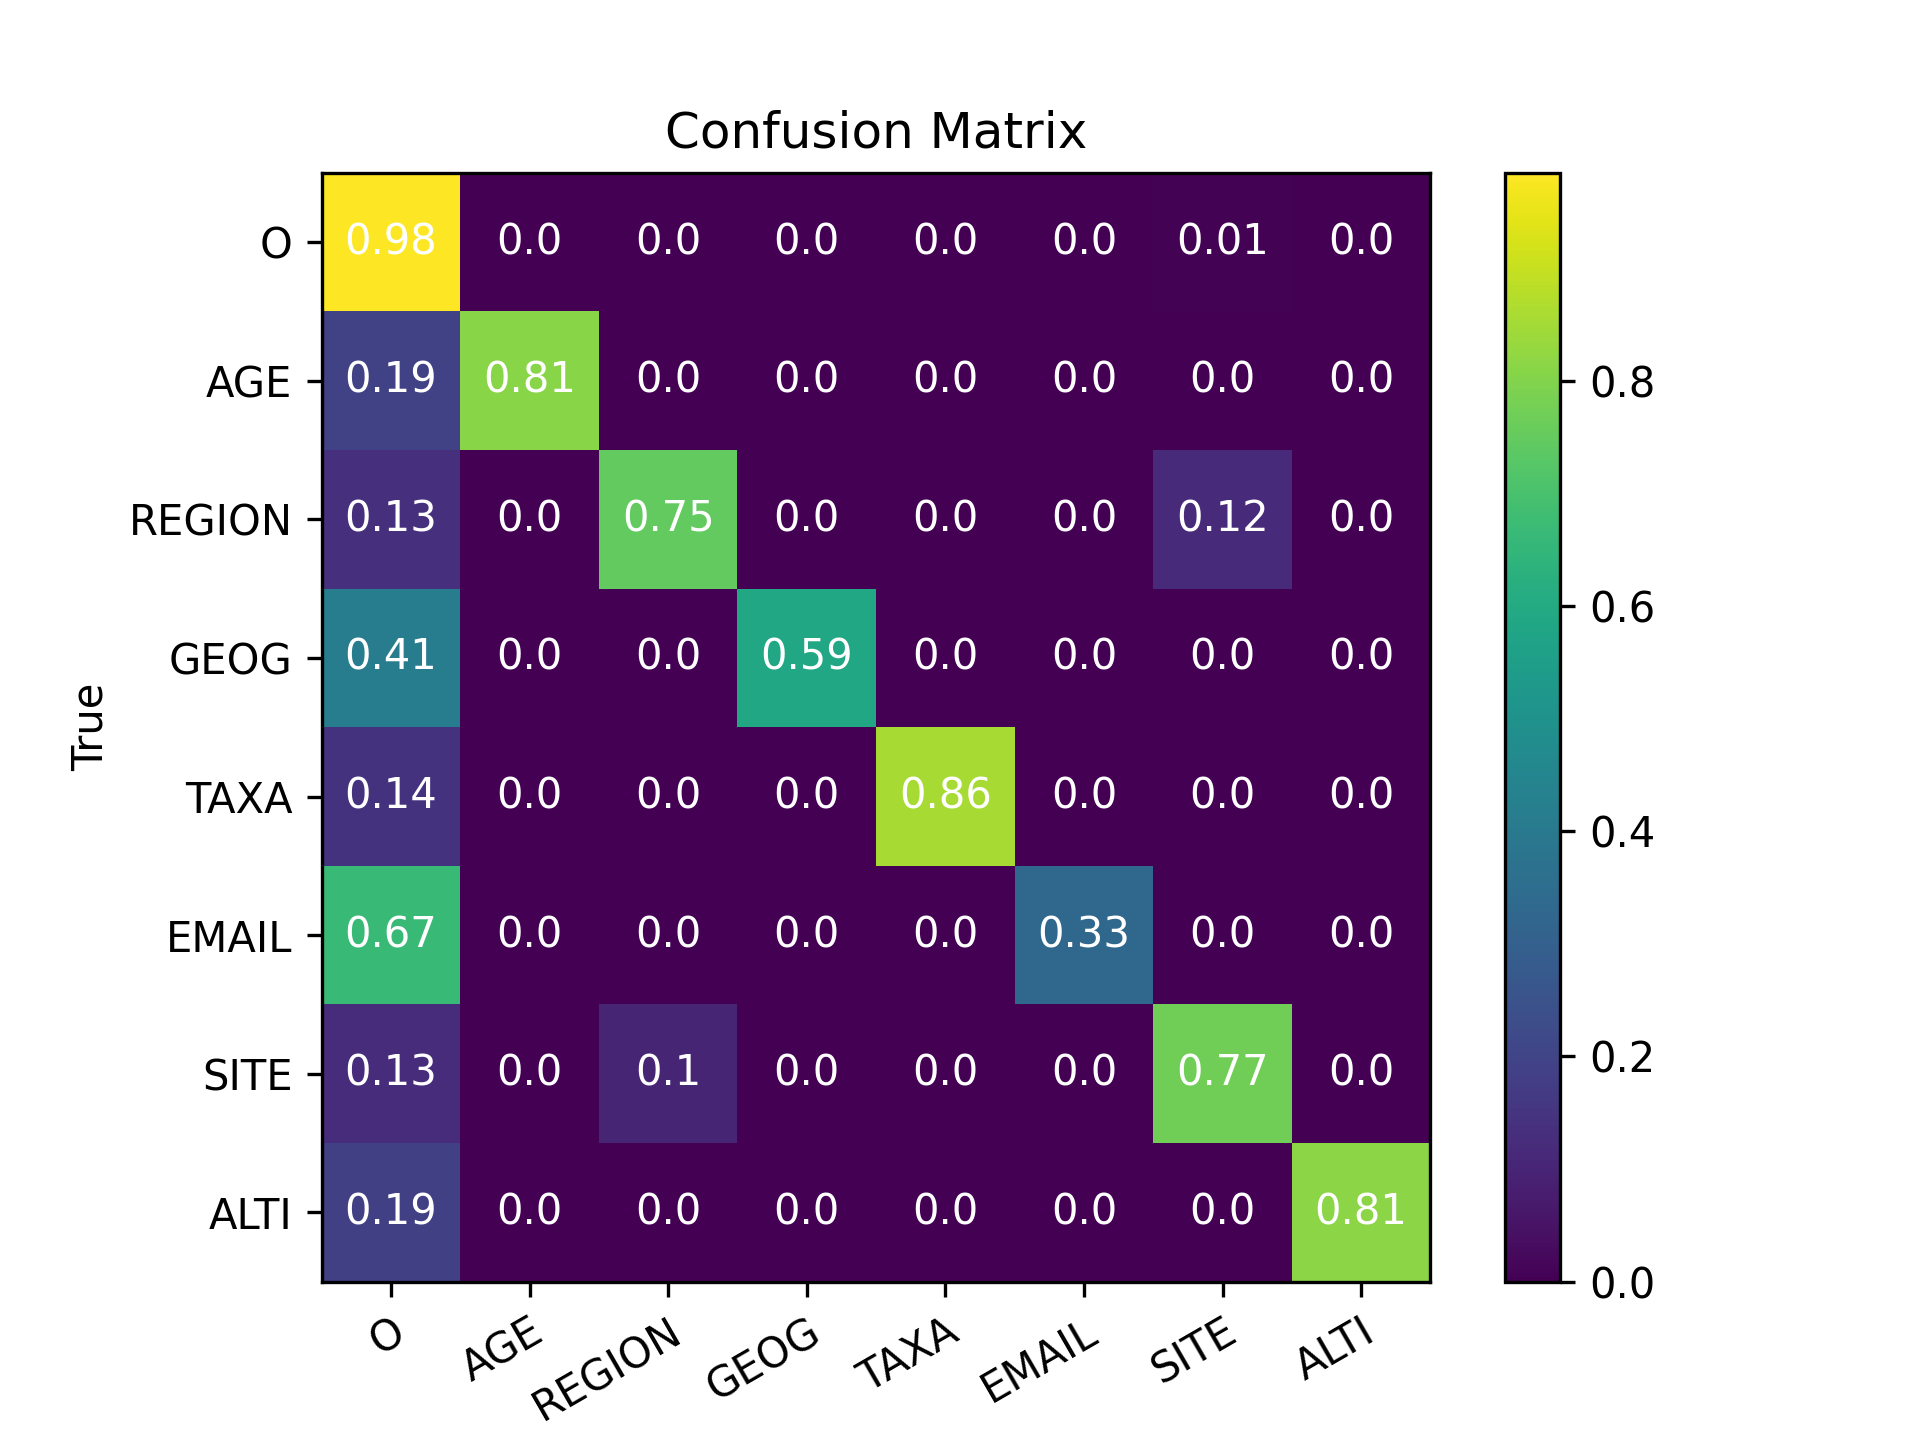 Confusion Matrix
O 0.98 0.0 0.0 0.0 0.0 0.0 0.01 0.0
AGE 0.19 0.81 0.0 0.0 0.0 0.0 0.0 0.0
REGION 0.13 0.0 0.75 0.0 0.0 0.0 0.12 0.0
GEOG 0.41 0.0 0.0 0.59 0.0 0.0 0.0 0.0
TAXA 0.14 0.0 0.0 0.0 0.86 0.0 0.0 0.0
EMAIL 0.67 0.0 0.0 0.0 0.0 0.33 0.0 0.0
SITE 0.13 0.0 0.1 0.0 0.0 0.0 0.77 0.0
ALTI 0.19 0.0 0.0 0.0 0.0 0.0 0.0 0.81
O AGE REGION GEOG TAXA EMAIL SITE ALTI
True
0.8
0.6
0.4
0.2
0.0